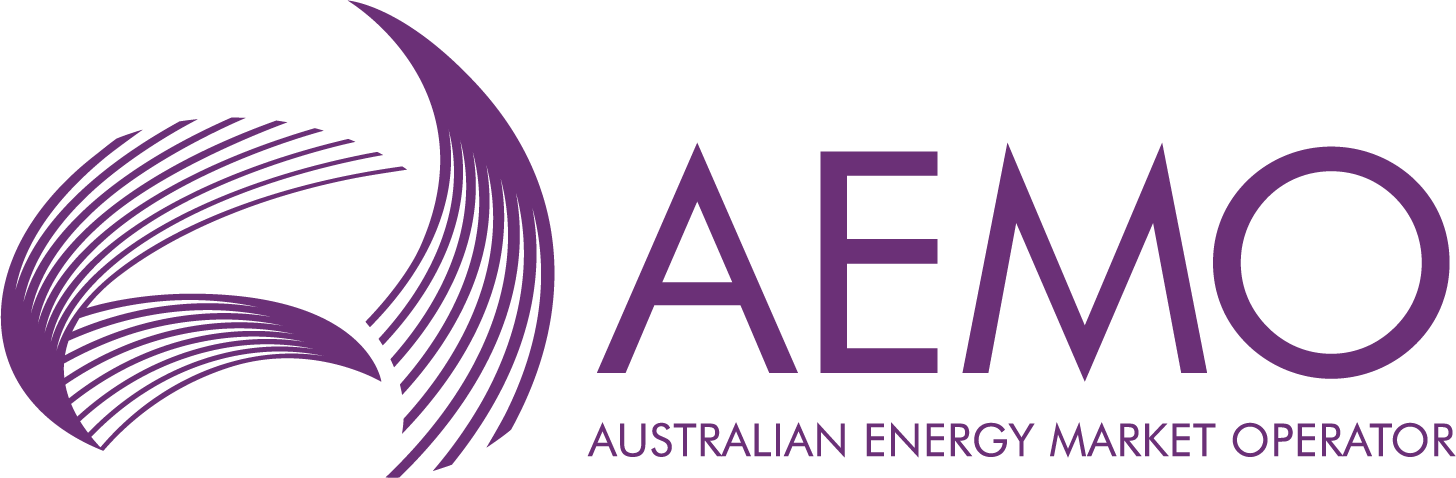 AEMO
AUSTRALIAN ENERGY MARKET OPERATOR